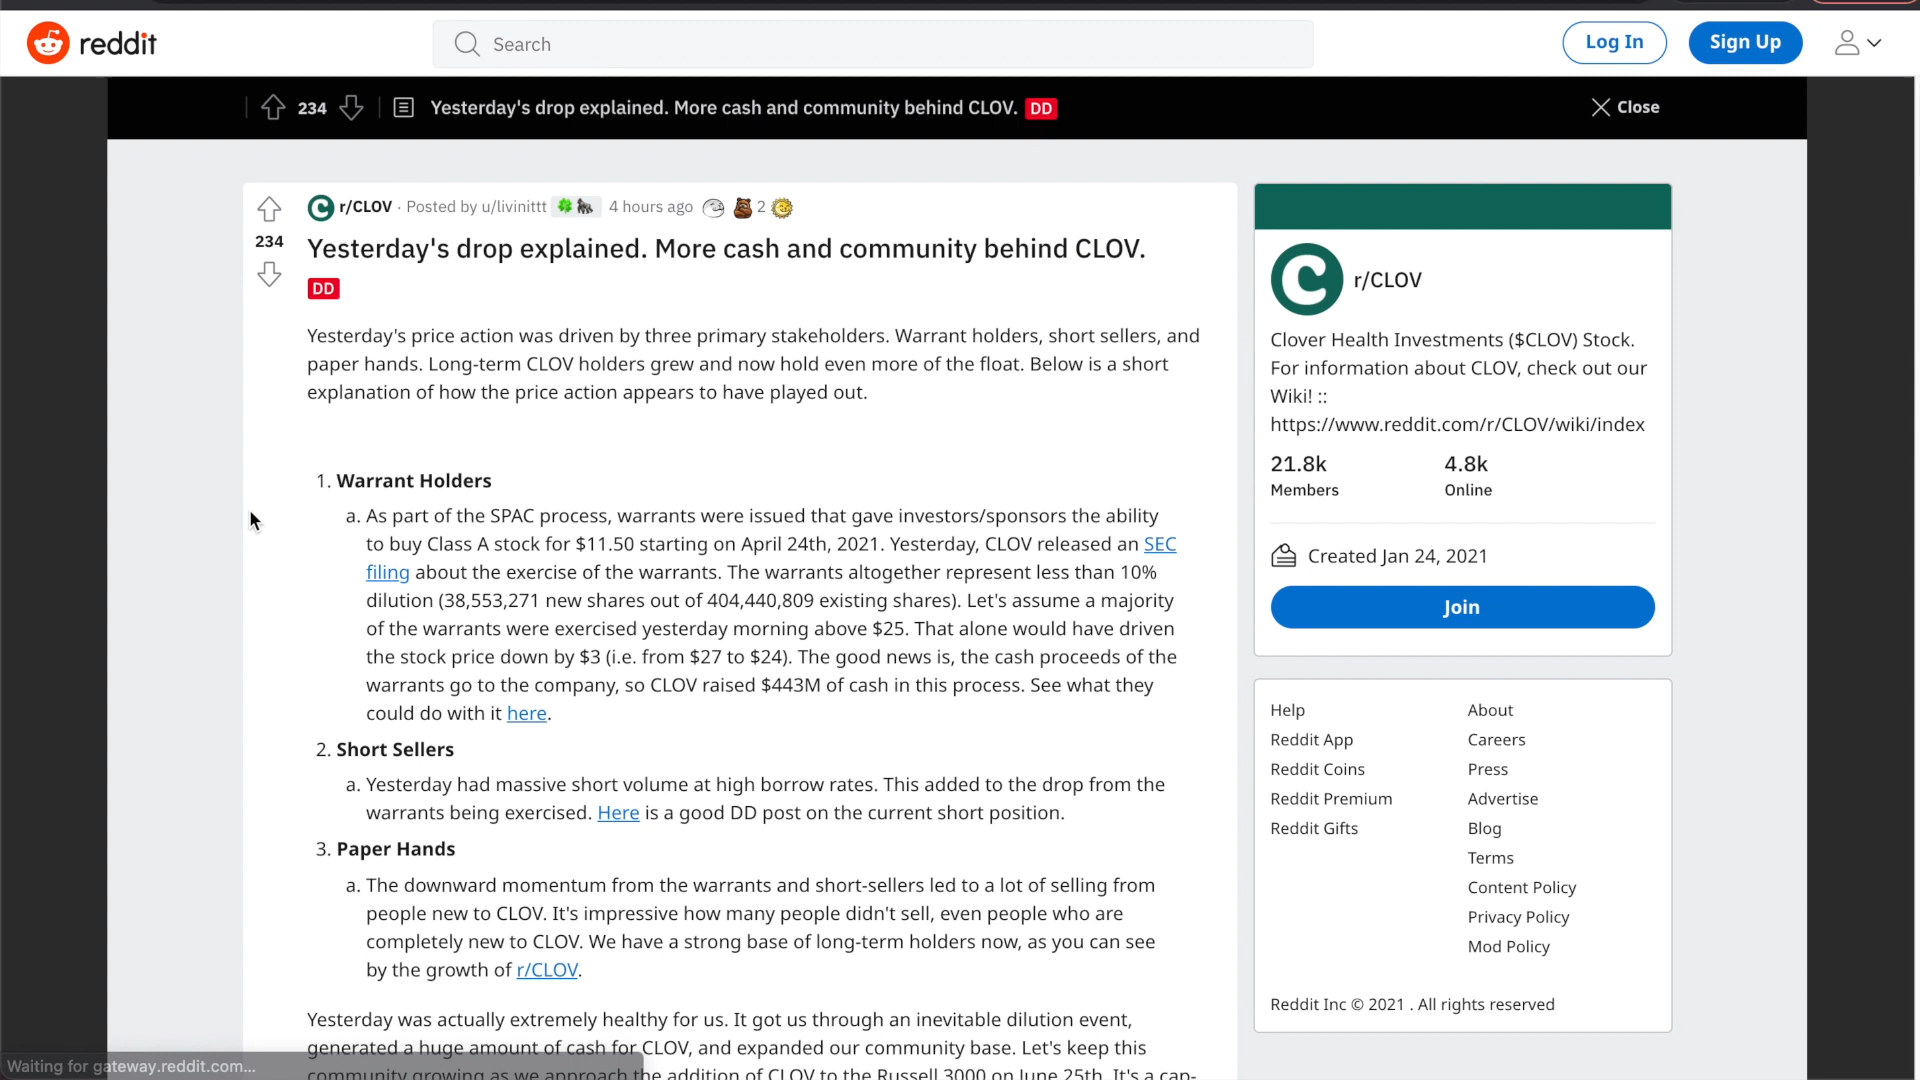 reddit
Search
Log In
Sign Up
234
Yesterday's drop explained. More cash and community behind CLOV. DD
Close
r/CLOV · Posted by u/livinittt 4 hours ago 2
234
Yesterday's drop explained. More cash and community behind CLOV.
DD
Yesterday's price action was driven by three primary stakeholders. Warrant holders, short sellers, and
paper hands. Long-term CLOV holders grew and now hold even more of the float. Below is a short
explanation of how the price action appears to have played out.
1. Warrant Holders
a. As part of the SPAC process, warrants were issued that gave investors/sponsors the ability
to buy Class A stock for $11.50 starting on April 24th, 2021. Yesterday, CLOV released an SEC
filing about the exercise of the warrants. The warrants altogether represent less than 10%
dilution (38,553,271 new shares out of 404,440,809 existing shares). Let's assume a majority
of the warrants were exercised yesterday morning above $25. That alone would have driven
the stock price down by $3 (i.e. from $27 to $24). The good news is, the cash proceeds of the
warrants go to the company, so CLOV raised $443M of cash in this process. See what they
could do with it here.
2. Short Sellers
a. Yesterday had massive short volume at high borrow rates. This added to the drop from the
warrants being exercised. Here is a good DD post on the current short position.
3. Paper Hands
a. The downward momentum from the warrants and short-sellers led to a lot of selling from
people new to CLOV. It's impressive how many people didn't sell, even people who are
completely new to CLOV. We have a strong base of long-term holders now, as you can see
by the growth of r/CLOV.
Yesterday was actually extremely healthy for us. It got us through an inevitable dilution event,
generated a huge amount of cash for CLOV, and expanded our community base. Let's keep this
community growing as we approach the addition of CLOV to the Russell 3000 on June 25th. It's a cap-
Waiting for gateway.reddit.com...
r/CLOV
Clover Health Investments ($CLOV) Stock.
For information about CLOV, check out our
Wiki! ::
https://www.reddit.com/r/CLOV/wiki/index
21.8k 4.8k
Members Online
Created Jan 24, 2021
Join
Help About
Reddit App Careers
Reddit Coins Press
Reddit Premium Advertise
Reddit Gifts Blog
Terms
Content Policy
Privacy Policy
Mod Policy
Reddit Inc © 2021 . All rights reserved